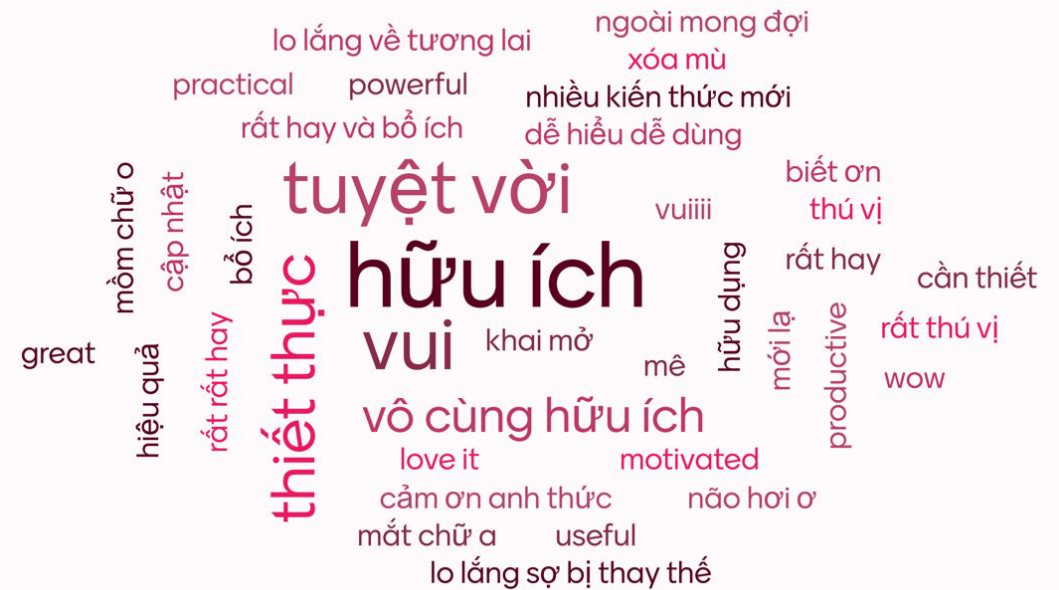 ngoài mong đợi
lo lắng về tương lai
xóa mù
practical
powerful
nhiều kiến thức mới
rất hay và bổ ích
dễ hiểu dễ dùng
tuyệt vời
biết ơn
vuiiii
thú vị
mồm chữ o
cập nhật
bổ ích
hữu ích
hữu dụng
rất hay
cần thiết
thiết thực
vui
khai mở
mê
mới lạ
productive
rất thú vị
great
hiệu quả
rất rất hay
wow
vô cùng hữu ích
love it
motivated
cảm ơn anh thức
não hơi ơ
mắt chữ a
useful
lo lắng sợ bị thay thế